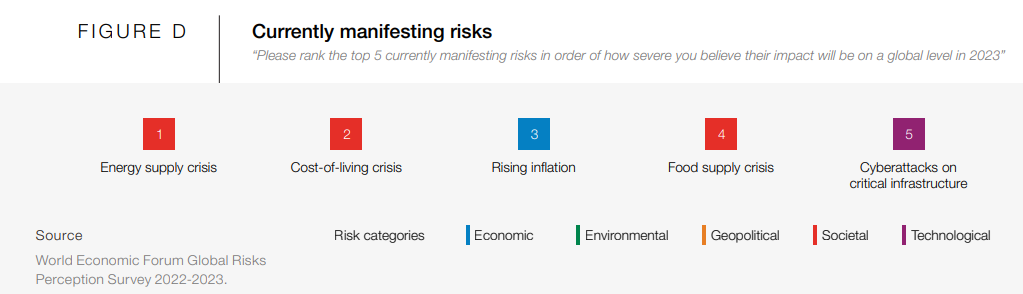 FIGURE D
Currently manifesting risks
“Please rank the top 5 currently manifesting risks in order of how severe you believe their impact will be on a global level in 2023”
1
Energy supply crisis
2
Cost-of-living crisis
3
Rising inflation
4
Food supply crisis
5
Cyberattacks on
critical infrastructure
Source
World Economic Forum Global Risks
Perception Survey 2022-2023.
Risk categories
Economic
Environmental
Geopolitical
Societal
Technological